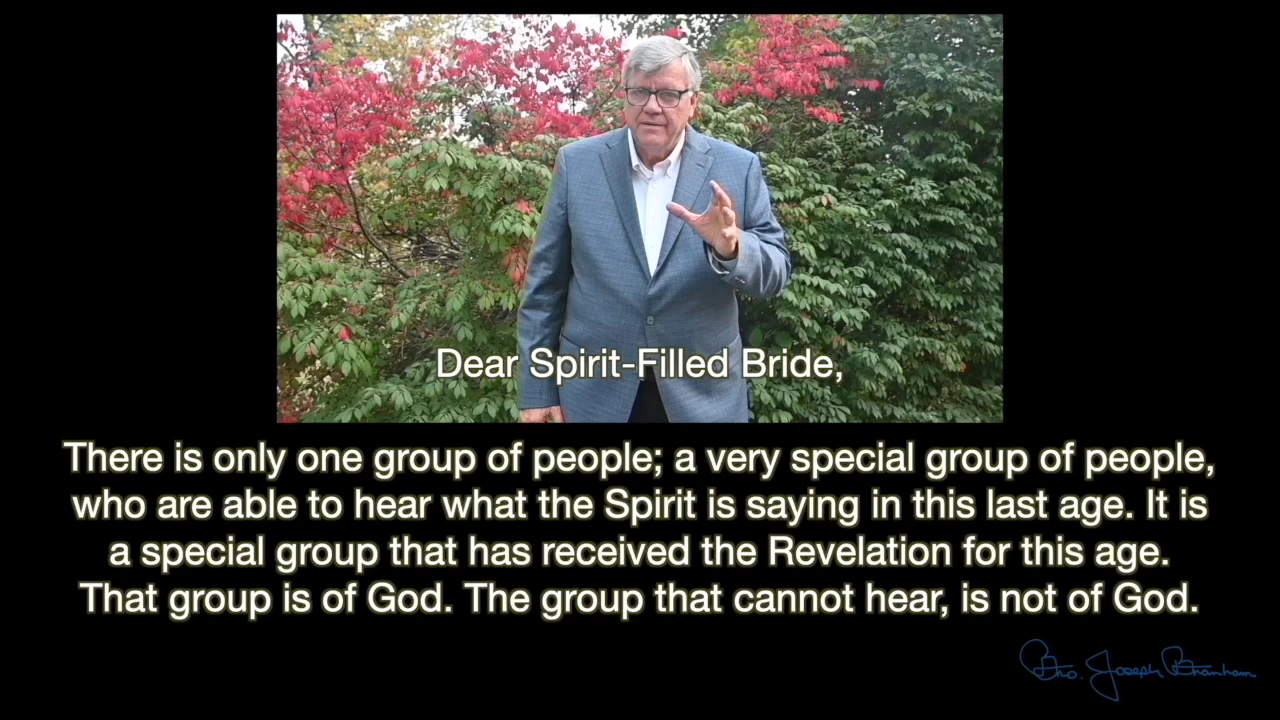 Dear Spirit-Filled Bride,
There is only one group of people; a very special group of people,
who are able to hear what the Spirit is saying in this last age. It is
a special group that has received the Revelation for this age.
That group is of God. The group that cannot hear, is not of God.
Bro. Joseph Branham